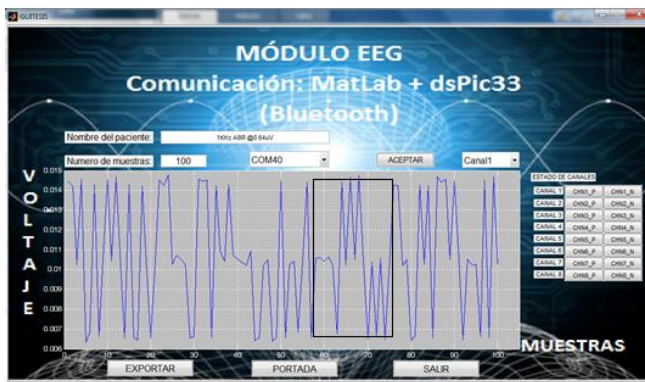 GUITESIS
MÓDULO EEG
Comunicación: MatLab + dsPic33
(Bluetooth)
Nombre del paciente: 1KHz ABR @0.64uV
Numero de muestras: 100 COM40 ACEPTAR Canal1
VOLTAJE
0.015
0.014
0.013
0.012
0.011
0.01
0.009
0.008
0.007
0.006
0 10 20 30 40 50 60 70 80 90 100
ESTADO DE CANALES
CANAL 1 CHN1_P CHN1_N
CANAL 2 CHN2_P CHN2_N
CANAL 3 CHN3_P CHN3_N
CANAL 4 CHN4_P CHN4_N
CANAL 5 CHN5_P CHN5_N
CANAL 6 CHN6_P CHN6_N
CANAL 7 CHN7_P CHN7_N
CANAL 8 CHN8_P CHN8_N
MUESTRAS
EXPORTAR PORTADA SALIR